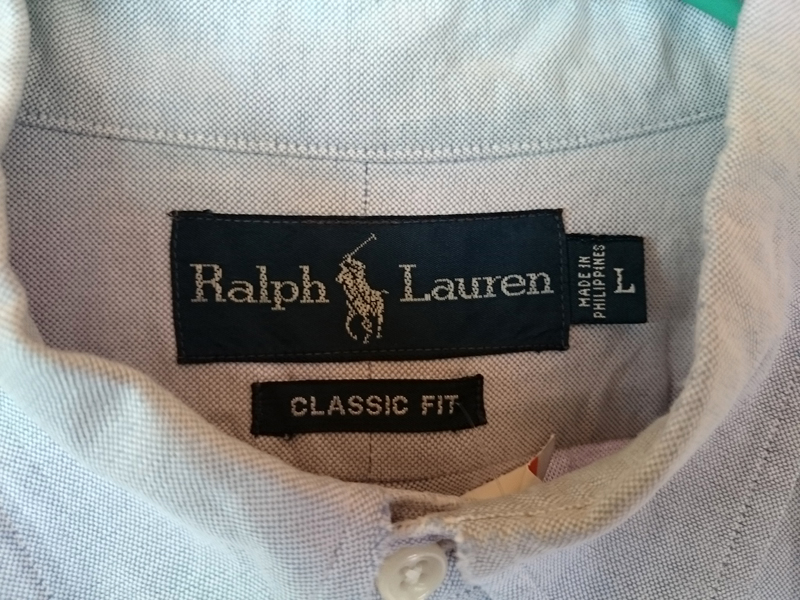 Ralph Lauren
MADE IN
PHILIPPINES
L
CLASSIC FIT